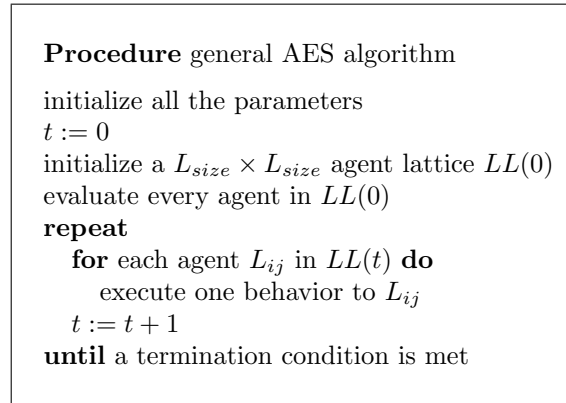 Procedure general AES algorithm
initialize all the parameters
t := 0
initialize a L_size × L_size agent lattice LL(0)
evaluate every agent in LL(0)
repeat
for each agent L_ij in LL(t) do
execute one behavior to L_ij
t := t + 1
until a termination condition is met